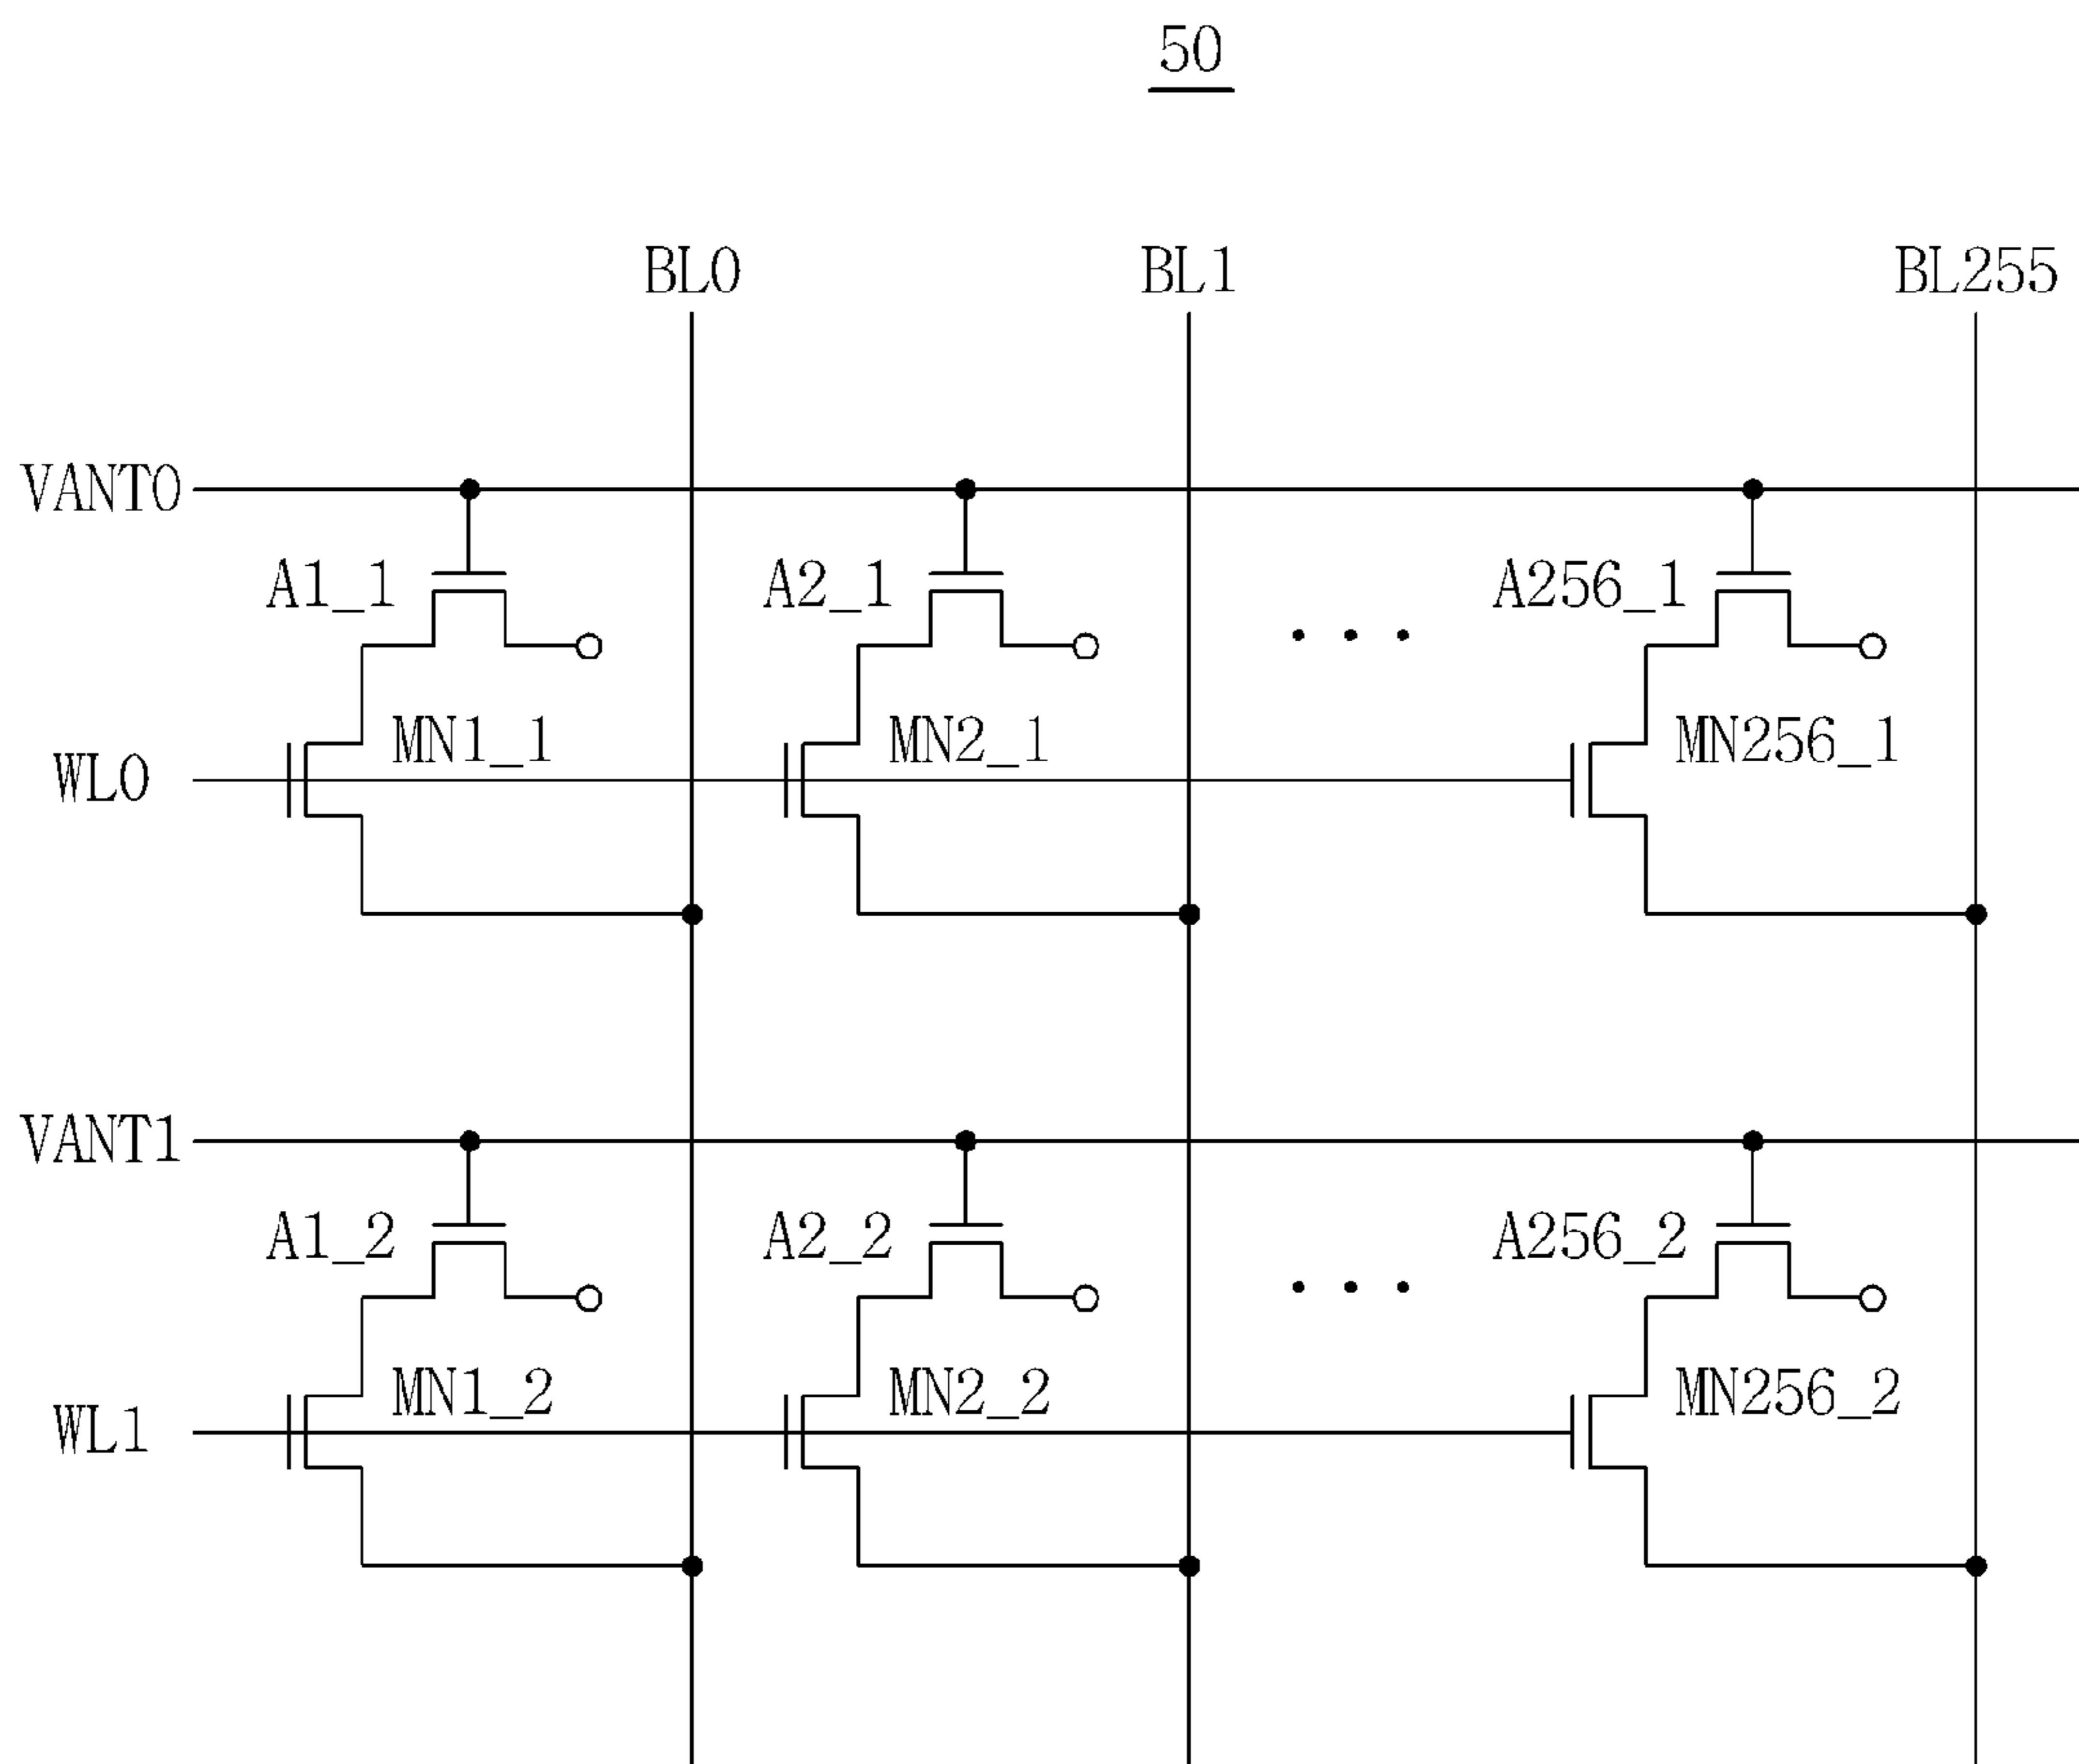 50
BL0 BL1 BL255
VANT0
A1_1 A2_1 A256_1
MN1_1 MN2_1 MN256_1
WL0
VANT1
A1_2 A2_2 A256_2
MN1_2 MN2_2 MN256_2
WL1